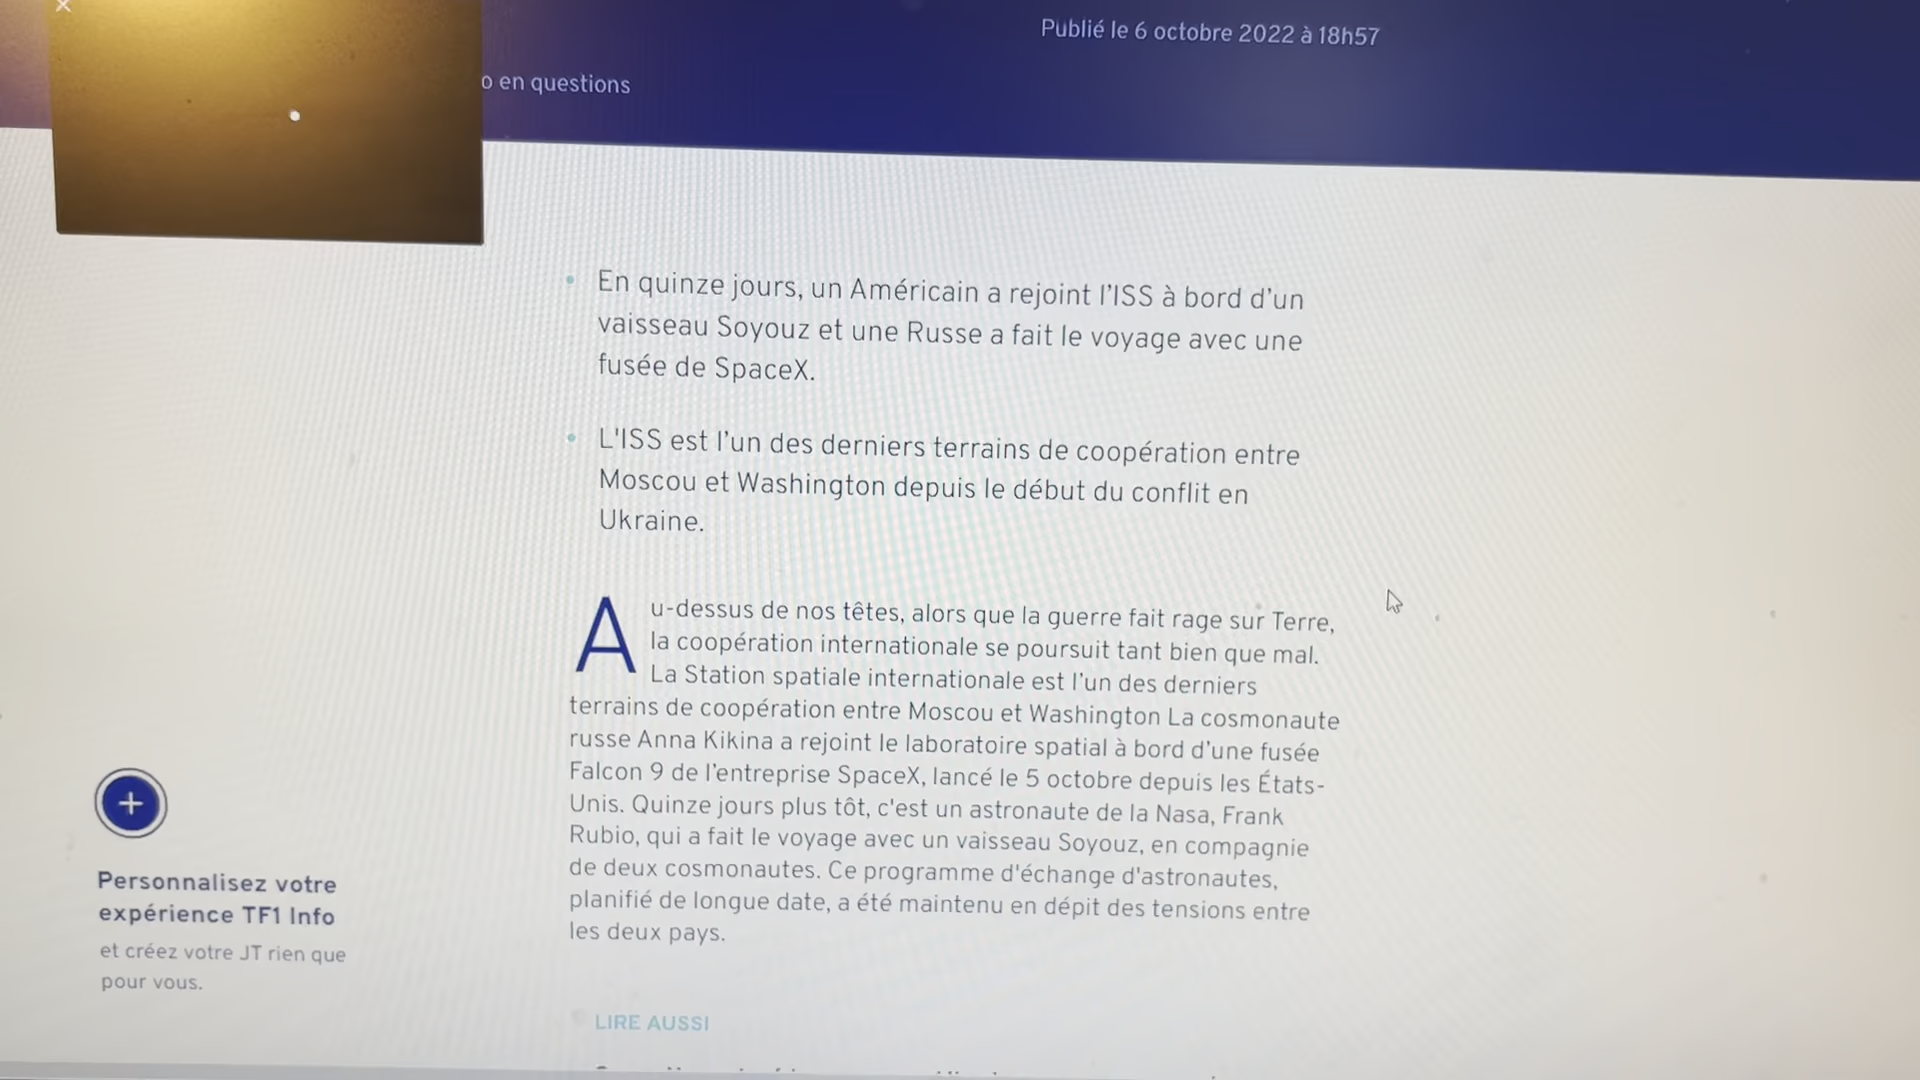 Publié le 6 octobre 2022 à 18h57
o en questions
En quinze jours, un Américain a rejoint l’ISS à bord d’un
vaisseau Soyouz et une Russe a fait le voyage avec une
fusée de SpaceX.
L'ISS est l’un des derniers terrains de coopération entre
Moscou et Washington depuis le début du conflit en
Ukraine.
Au-dessus de nos têtes, alors que la guerre fait rage sur Terre,
la coopération internationale se poursuit tant bien que mal.
La Station spatiale internationale est l’un des derniers
terrains de coopération entre Moscou et Washington La cosmonaute
russe Anna Kikina a rejoint le laboratoire spatial à bord d’une fusée
Falcon 9 de l’entreprise SpaceX, lancé le 5 octobre depuis les États-
Unis. Quinze jours plus tôt, c'est un astronaute de la Nasa, Frank
Rubio, qui a fait le voyage avec un vaisseau Soyouz, en compagnie
de deux cosmonautes. Ce programme d'échange d'astronautes,
planifié de longue date, a été maintenu en dépit des tensions entre
les deux pays.
Personnalisez votre
expérience TF1 Info
et créez votre JT rien que
pour vous.
LIRE AUSSI